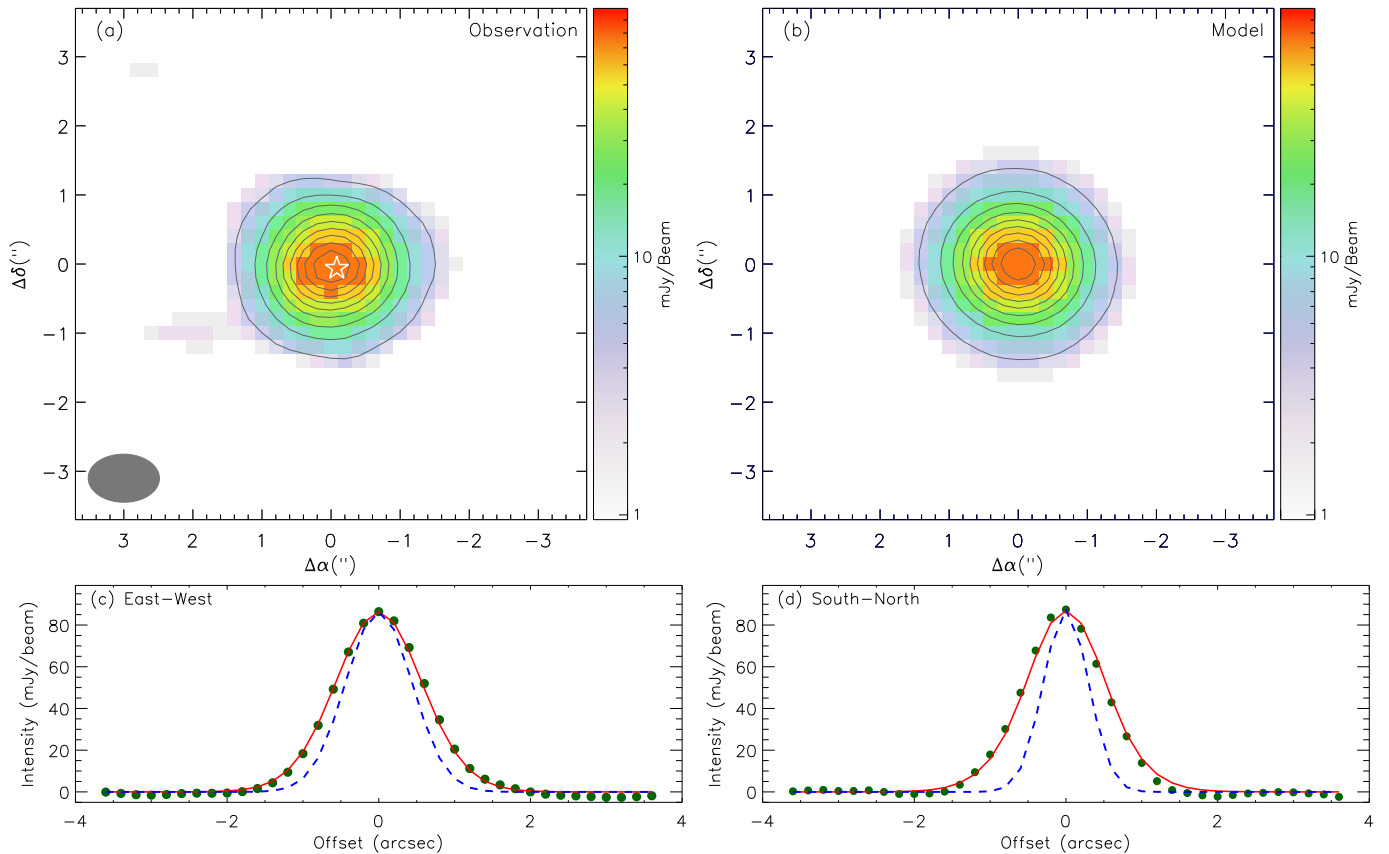 (a) Observation
3
2
1
0
−1
−2
−3
3 2 1 0 −1 −2 −3
Δα('')
Δδ('')
10
1
mJy/Beam
(b) Model
3
2
1
0
−1
−2
−3
3 2 1 0 −1 −2 −3
Δα('')
Δδ('')
10
1
mJy/Beam
(c) East−West
80
60
40
20
0
−4 −2 0 2 4
Offset (arcsec)
Intensity (mJy/beam)
(d) South−North
80
60
40
20
0
−4 −2 0 2 4
Offset (arcsec)
Intensity (mJy/beam)